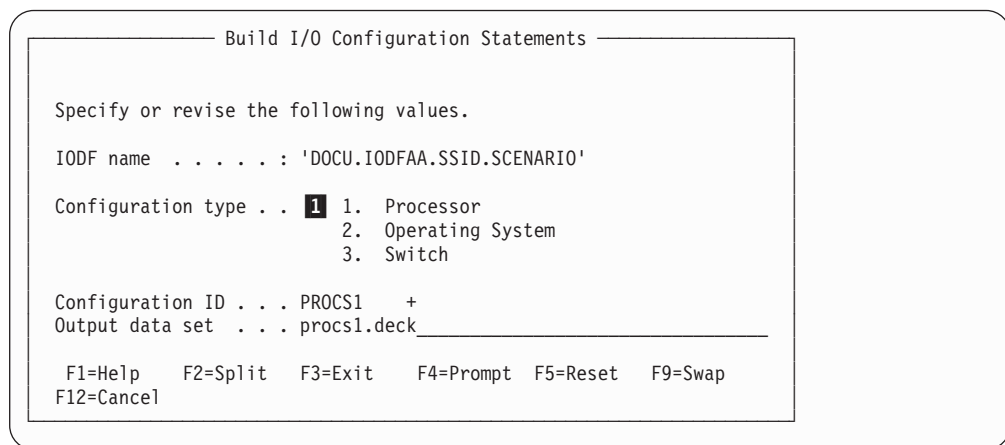 Build I/O Configuration Statements
Specify or revise the following values.
IODF name . . . . . : 'DOCU.IODFAA.SSID.SCENARIO'
Configuration type . . 1 1. Processor
2. Operating System
3. Switch
Configuration ID . . . PROCS1 +
Output data set . . . procs1.deck________________________________
F1=Help F2=Split F3=Exit F4=Prompt F5=Reset F9=Swap
F12=Cancel